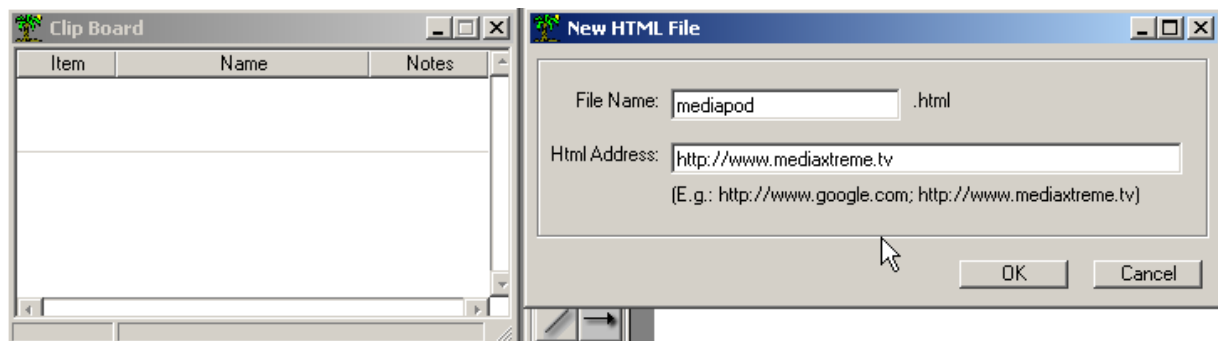 Clip Board
Item Name Notes
New HTML File
File Name: mediapod .html
Html Address: http://www.mediaxtreme.tv
(E.g.: http://www.google.com; http://www.mediaxtreme.tv)
OK Cancel